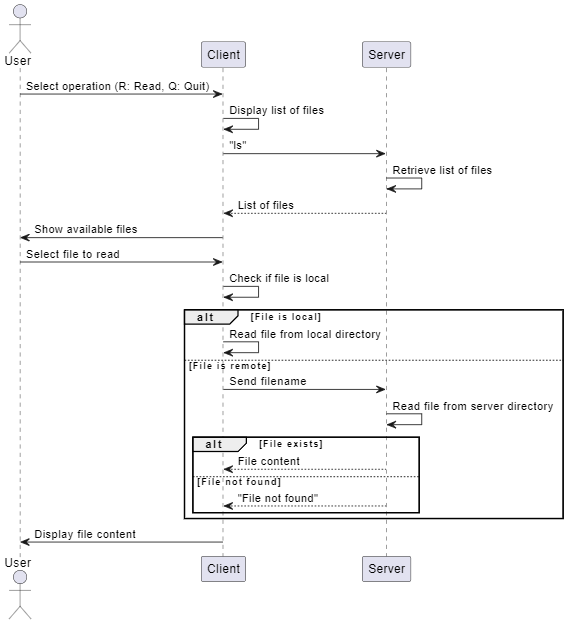 User
Client
Server
Select operation (R: Read, Q: Quit)
Display list of files
"ls"
Retrieve list of files
List of files
Show available files
Select file to read
Check if file is local
alt
[File is local]
Read file from local directory
[File is remote]
Send filename
Read file from server directory
alt
[File exists]
File content
[File not found]
"File not found"
Display file content
User
Client
Server